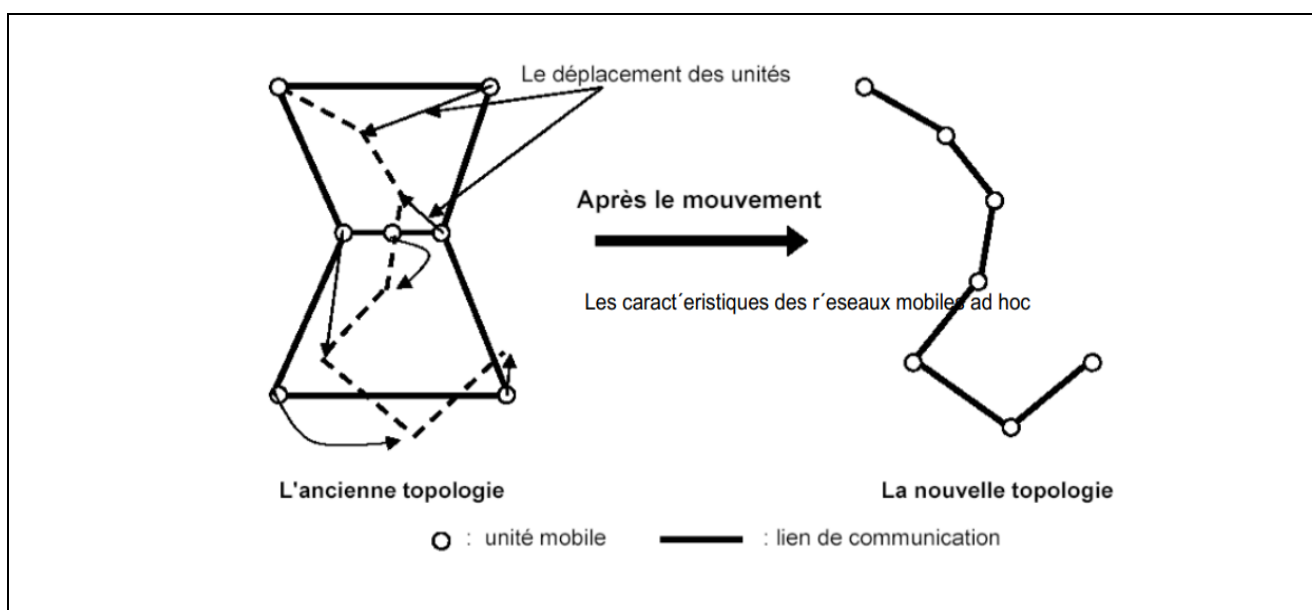 Le déplacement des unités
Après le mouvement
Les caract´eristiques des r´eseaux mobiles ad hoc
L'ancienne topologie
La nouvelle topologie
: unité mobile
: lien de communication